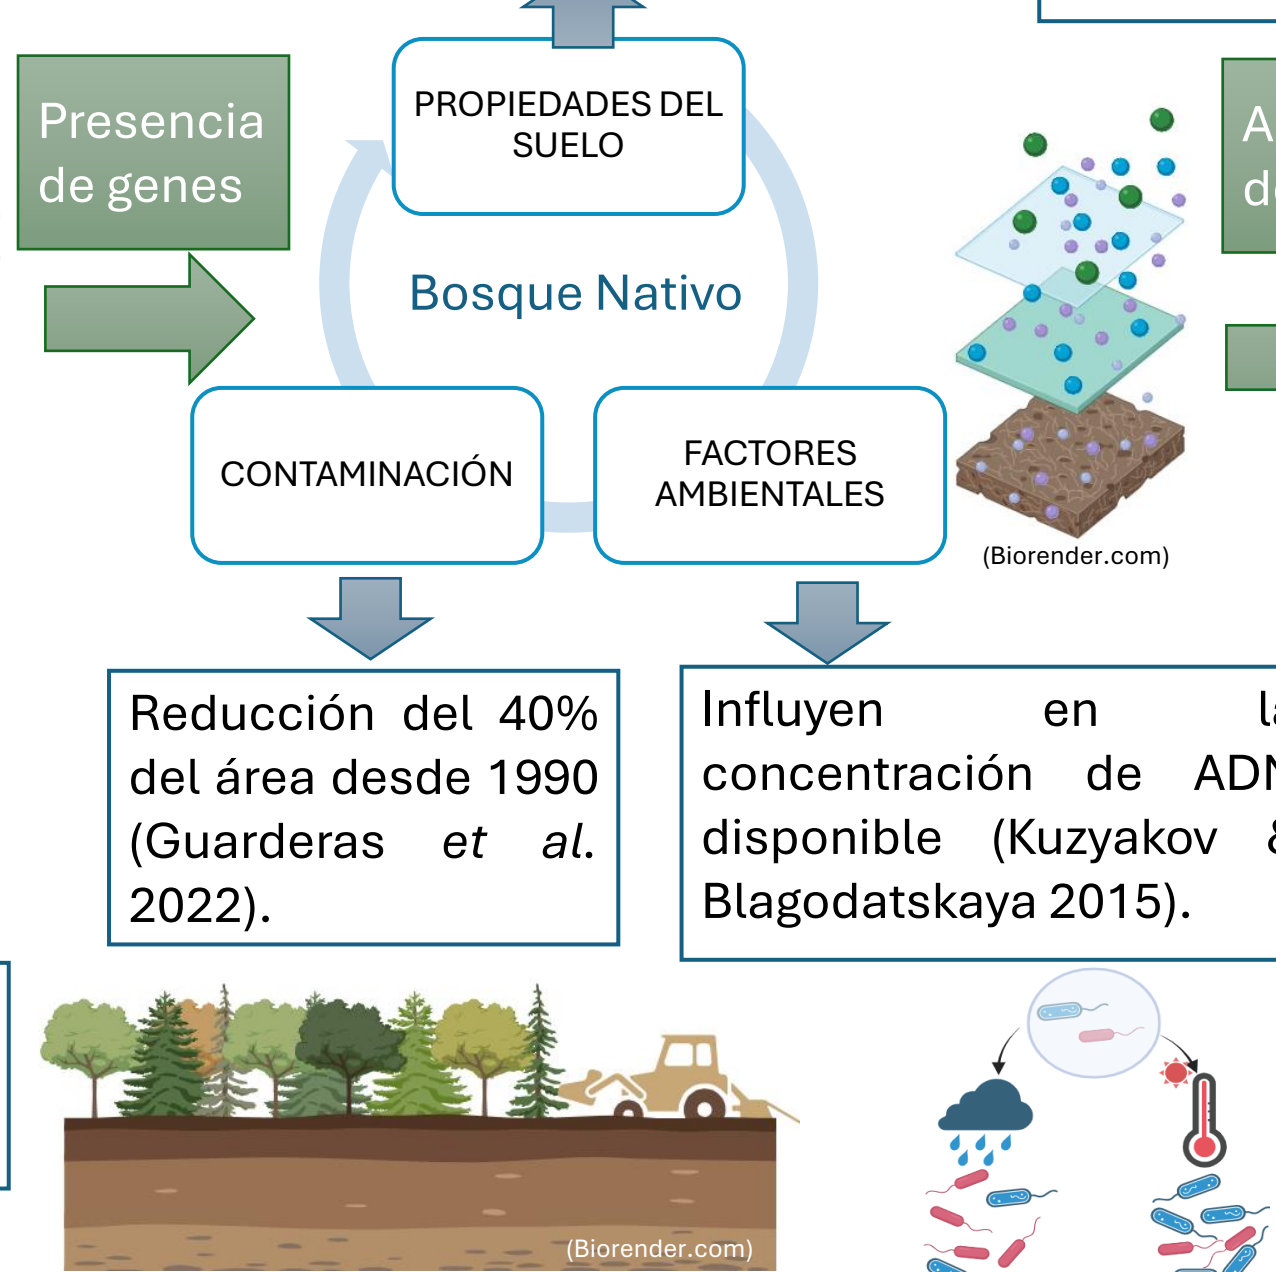 Presencia
de genes
PROPIEDADES DEL
SUELO
Bosque Nativo
CONTAMINACIÓN
FACTORES
AMBIENTALES
(Biorender.com)
Reducción del 40%
del área desde 1990
(Guarderas et al.
2022).
Influyen en
concentración de ADN
disponible (Kuzyakov &
Blagodatskaya 2015).
(Biorender.com)